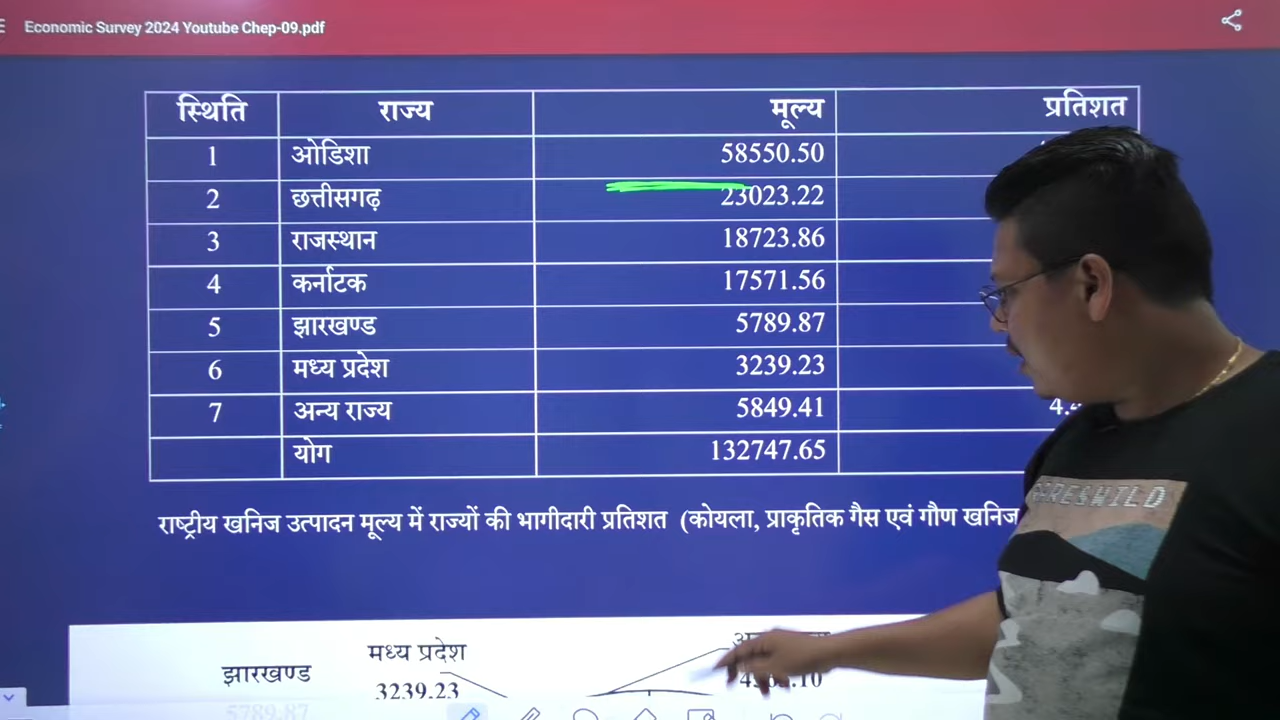 Economic Survey 2024 Youtube Chep-09.pdf
स्थिति राज्य मूल्य प्रतिशत
1 ओडिशा 58550.50
2 छत्तीसगढ़ 23023.22
3 राजस्थान 18723.86
4 कर्नाटक 17571.56
5 झारखण्ड 5789.87
6 मध्य प्रदेश 3239.23
7 अन्य राज्य 5849.41
योग 132747.65
राष्ट्रीय खनिज उत्पादन मूल्य में राज्यों की भागीदारी प्रतिशत (कोयला, प्राकृतिक गैस एवं गौण खनिज
मध्य प्रदेश
झारखण्ड
3239.23
5789.87